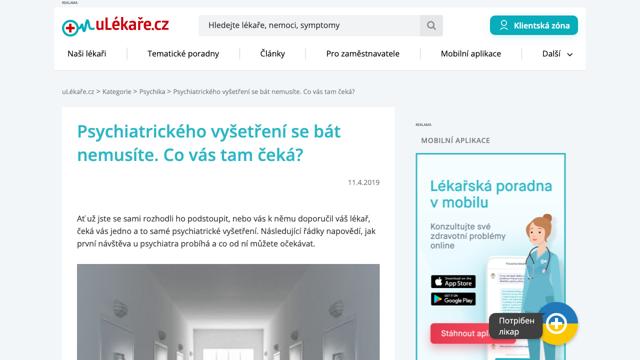 REKLAMA
uLékaře.cz
Hledejte lékaře, nemoci, symptomy
Klientská zóna
Naši lékaři
Tematické poradny
Články
Pro zaměstnavatele
Mobilní aplikace
Další
uLékaře.cz > Kategorie > Psychika > Psychiatrického vyšetření se bát nemusíte. Co vás tam čeká?
Psychiatrického vyšetření se bát
nemusíte. Co vás tam čeká?
11.4.2019
Ať už jste se sami rozhodli ho podstoupit, nebo vás k němu doporučil váš lékař,
čeká vás jedno a to samé psychiatrické vyšetření. Následující řádky napovědí, jak
první návštěva u psychiatra probíhá a co od ní můžete očekávat.
REKLAMA
MOBILNÍ APLIKACE
Lékařská poradna
v mobilu
Konzultujte své
zdravotní problémy
online
Download on the
App Store
GET IT ON
Google Play
Stáhnout apl
Потрібен
лікар